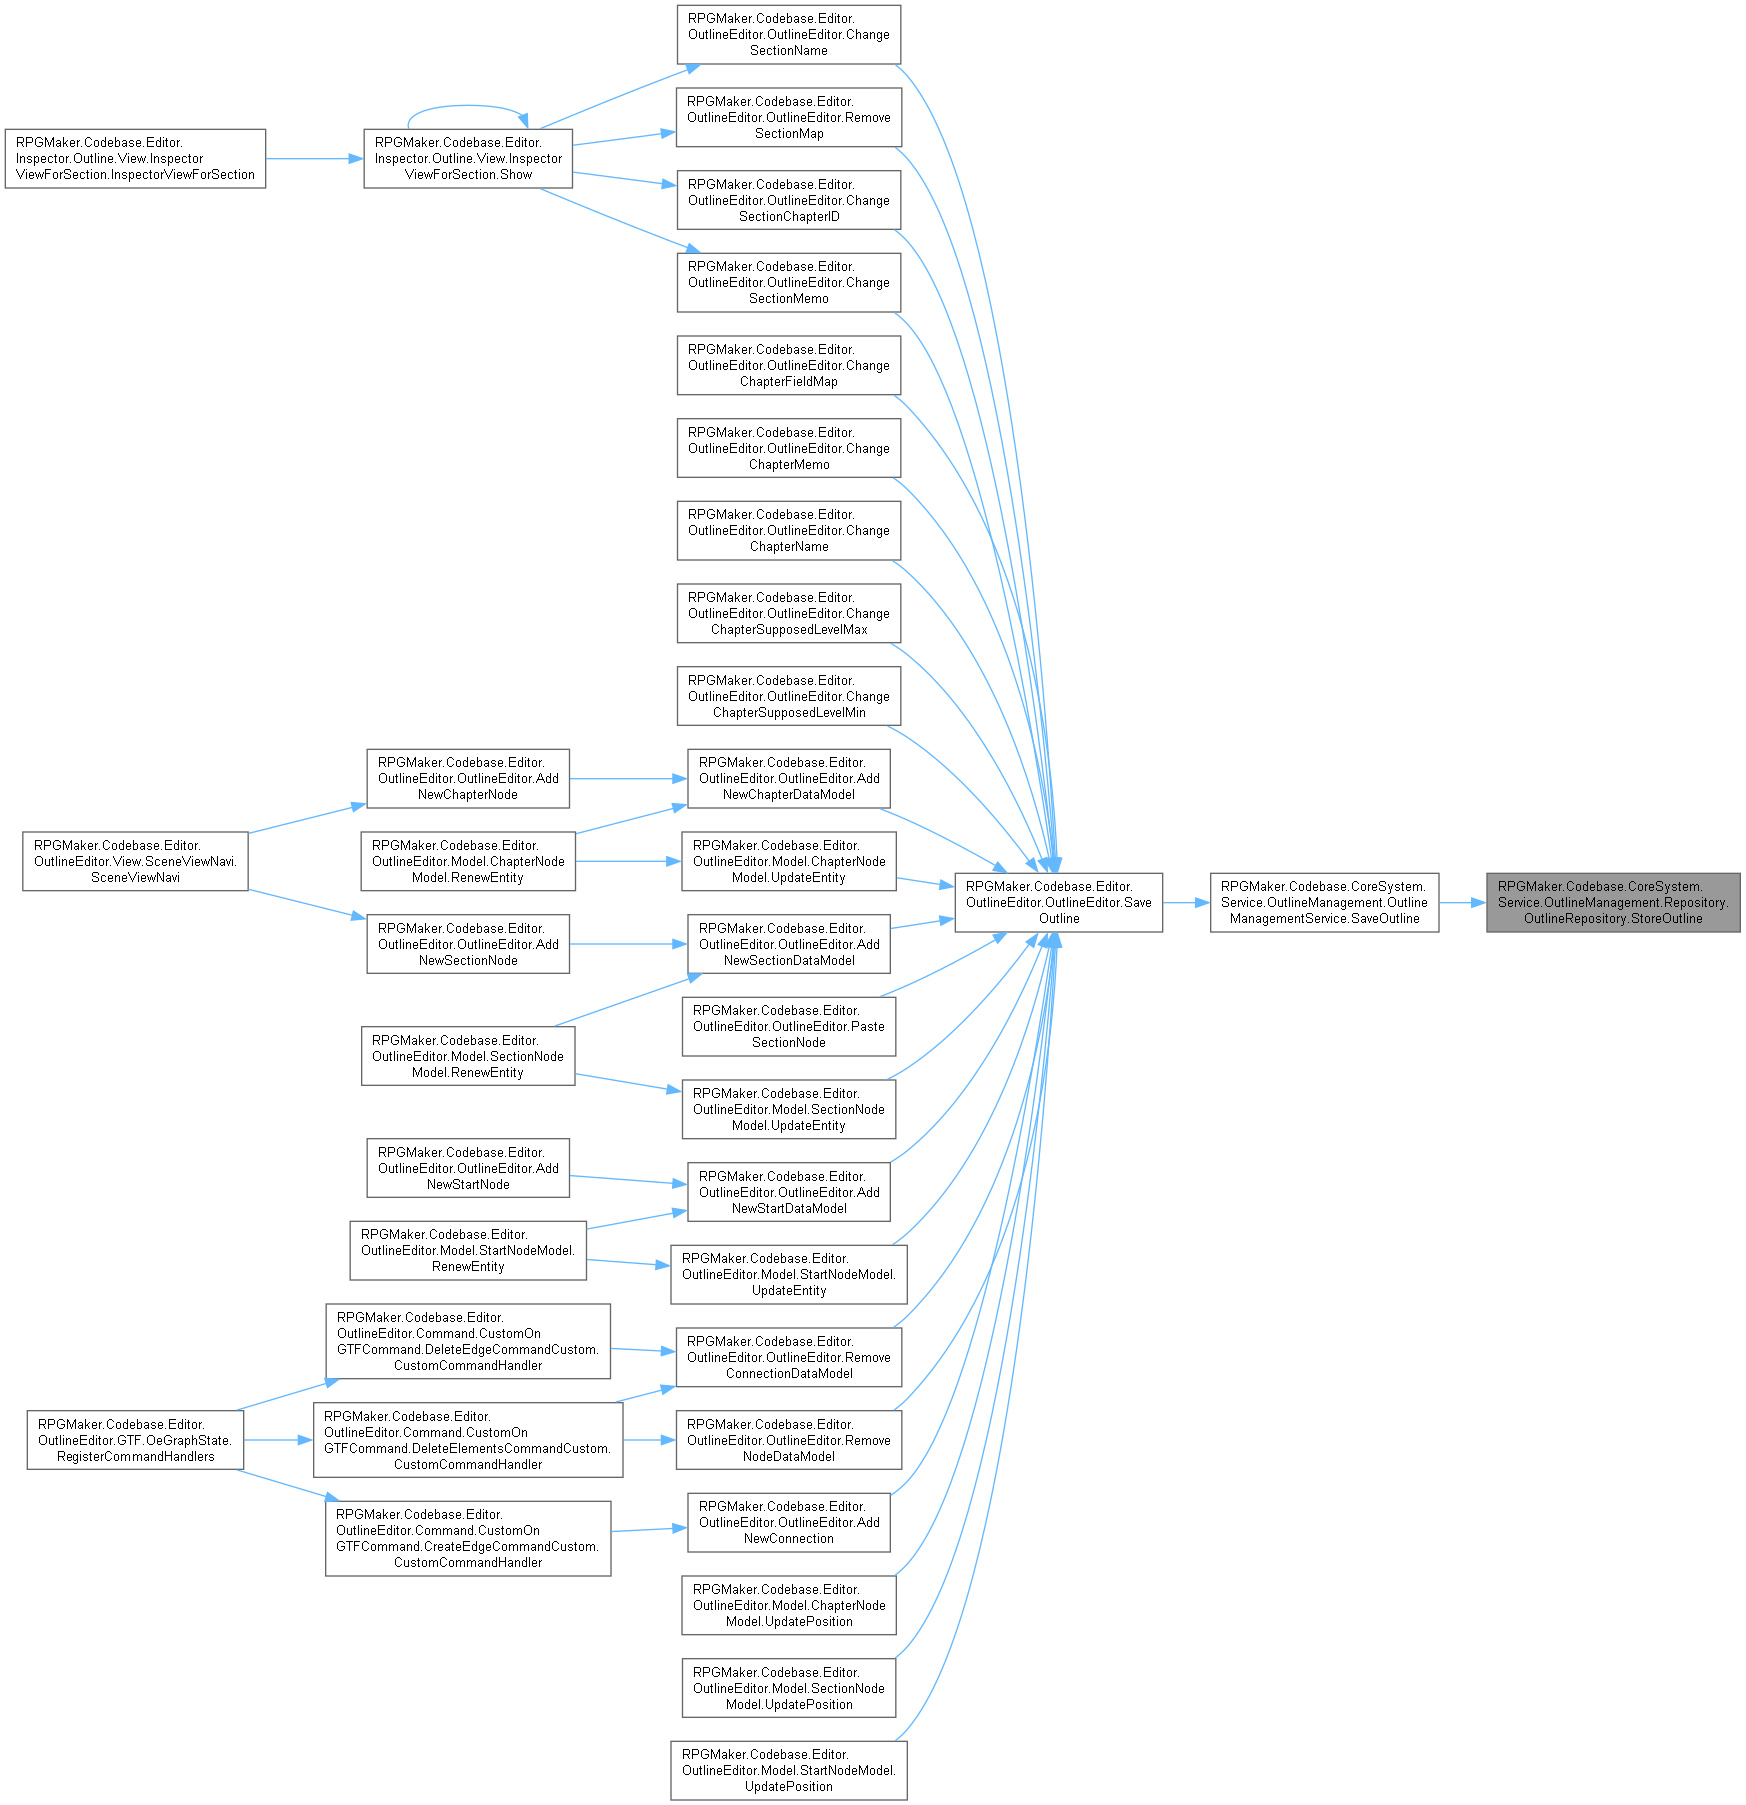 RPGMaker.Codebase.Editor.
OutlineEditor.OutlineEditor.Change
SectionName
RPGMaker.Codebase.Editor.
OutlineEditor.OutlineEditor.Remove
SectionMap
RPGMaker.Codebase.Editor.
Inspector.Outline.View.Inspector
ViewForSection.InspectorViewForSection
RPGMaker.Codebase.Editor.
Inspector.Outline.View.Inspector
ViewForSection.Show
RPGMaker.Codebase.Editor.
OutlineEditor.OutlineEditor.Change
SectionChapterID
RPGMaker.Codebase.Editor.
OutlineEditor.OutlineEditor.Change
SectionMemo
RPGMaker.Codebase.Editor.
OutlineEditor.OutlineEditor.Change
ChapterFieldMap
RPGMaker.Codebase.Editor.
OutlineEditor.OutlineEditor.Change
ChapterMemo
RPGMaker.Codebase.Editor.
OutlineEditor.OutlineEditor.Change
ChapterName
RPGMaker.Codebase.Editor.
OutlineEditor.OutlineEditor.Change
ChapterSupposedLevelMax
RPGMaker.Codebase.Editor.
OutlineEditor.OutlineEditor.Change
ChapterSupposedLevelMin
RPGMaker.Codebase.Editor.
OutlineEditor.OutlineEditor.Add
NewChapterNode
RPGMaker.Codebase.Editor.
OutlineEditor.OutlineEditor.Add
NewChapterDataModel
RPGMaker.Codebase.Editor.
OutlineEditor.View.SceneViewNavi.
SceneViewNavi
RPGMaker.Codebase.Editor.
OutlineEditor.Model.ChapterNode
Model.RenewEntity
RPGMaker.Codebase.Editor.
OutlineEditor.Model.ChapterNode
Model.UpdateEntity
RPGMaker.Codebase.Editor.
OutlineEditor.OutlineEditor.Save
Outline
RPGMaker.Codebase.CoreSystem.
Service.OutlineManagement.Outline
ManagementService.SaveOutline
RPGMaker.Codebase.CoreSystem.
Service.OutlineManagement.Repository.
OutlineRepository.StoreOutline
RPGMaker.Codebase.Editor.
OutlineEditor.OutlineEditor.Add
NewSectionNode
RPGMaker.Codebase.Editor.
OutlineEditor.OutlineEditor.Add
NewSectionDataModel
RPGMaker.Codebase.Editor.
OutlineEditor.OutlineEditor.Paste
SectionNode
RPGMaker.Codebase.Editor.
OutlineEditor.Model.SectionNode
Model.RenewEntity
RPGMaker.Codebase.Editor.
OutlineEditor.Model.SectionNode
Model.UpdateEntity
RPGMaker.Codebase.Editor.
OutlineEditor.OutlineEditor.Add
NewStartNode
RPGMaker.Codebase.Editor.
OutlineEditor.OutlineEditor.Add
NewStartDataModel
RPGMaker.Codebase.Editor.
OutlineEditor.Model.StartNodeModel.
RenewEntity
RPGMaker.Codebase.Editor.
OutlineEditor.Model.StartNodeModel.
UpdateEntity
RPGMaker.Codebase.Editor.
OutlineEditor.Command.CustomOn
GTFCommand.DeleteEdgeCommandCustom.
CustomCommandHandler
RPGMaker.Codebase.Editor.
OutlineEditor.OutlineEditor.Remove
ConnectionDataModel
RPGMaker.Codebase.Editor.
OutlineEditor.GTF.OeGraphState.
RegisterCommandHandlers
RPGMaker.Codebase.Editor.
OutlineEditor.Command.CustomOn
GTFCommand.DeleteElementsCommandCustom.
CustomCommandHandler
RPGMaker.Codebase.Editor.
OutlineEditor.OutlineEditor.Remove
NodeDataModel
RPGMaker.Codebase.Editor.
OutlineEditor.Command.CustomOn
GTFCommand.CreateEdgeCommandCustom.
CustomCommandHandler
RPGMaker.Codebase.Editor.
OutlineEditor.OutlineEditor.Add
NewConnection
RPGMaker.Codebase.Editor.
OutlineEditor.Model.ChapterNode
Model.UpdatePosition
RPGMaker.Codebase.Editor.
OutlineEditor.Model.SectionNode
Model.UpdatePosition
RPGMaker.Codebase.Editor.
OutlineEditor.Model.StartNodeModel.
UpdatePosition